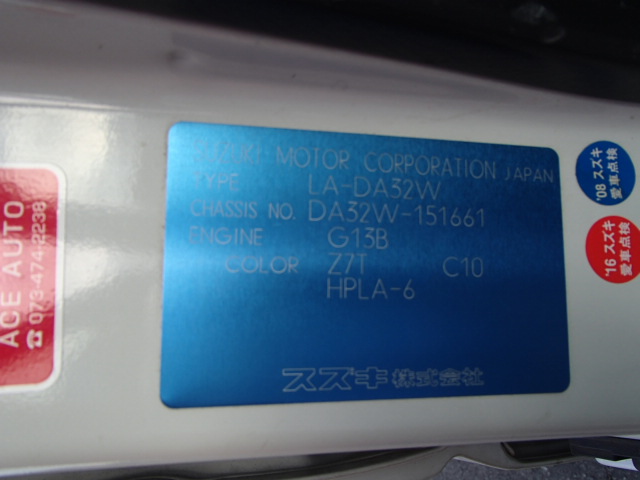 SUZUKI MOTOR CORPORATION JAPAN
TYPE LA-DA32W
CHASSIS NO. DA32W-151661
ENGINE G13B
COLOR Z7T C10
HPLA-6
スズキ株式会社
ACE AUTO
☎ 073-474-2238
'08 スズキ
愛車点検
'16 スズキ
愛車点検